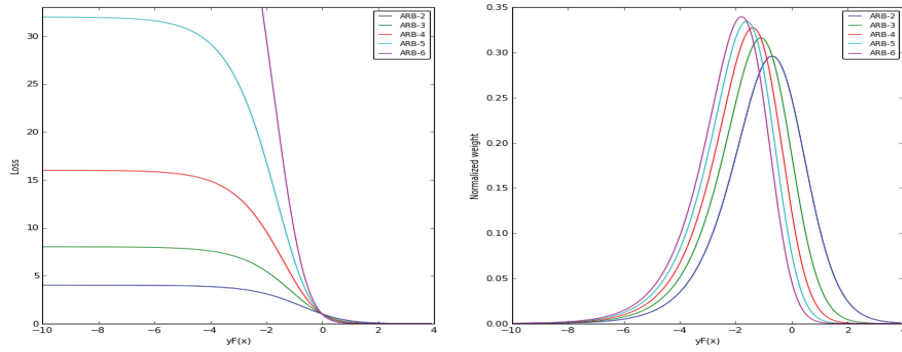 ARB-2
ARB-3
ARB-4
ARB-5
ARB-6
30
25
20
15
10
5
0
Loss
−10 −8 −6 −4 −2 0 2 4
yF(x)
ARB-2
ARB-3
ARB-4
ARB-5
ARB-6
0.35
0.30
0.25
0.20
0.15
0.10
0.05
0.00
Normalized weight
−10 −8 −6 −4 −2 0 2 4
yF(x)